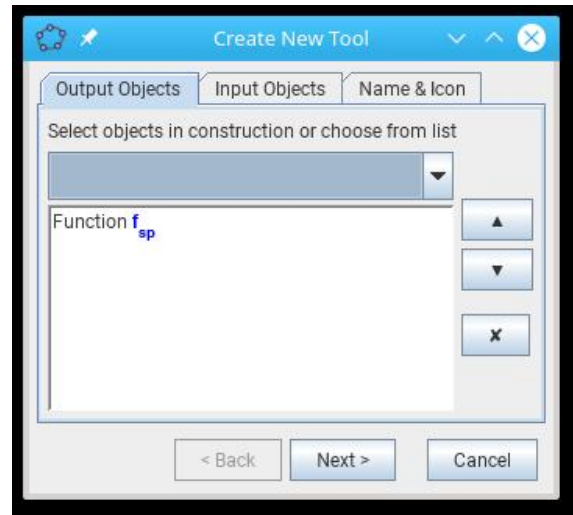 Create New Tool
Output Objects Input Objects Name & Icon
Select objects in construction or choose from list
Function fsp
< Back Next > Cancel